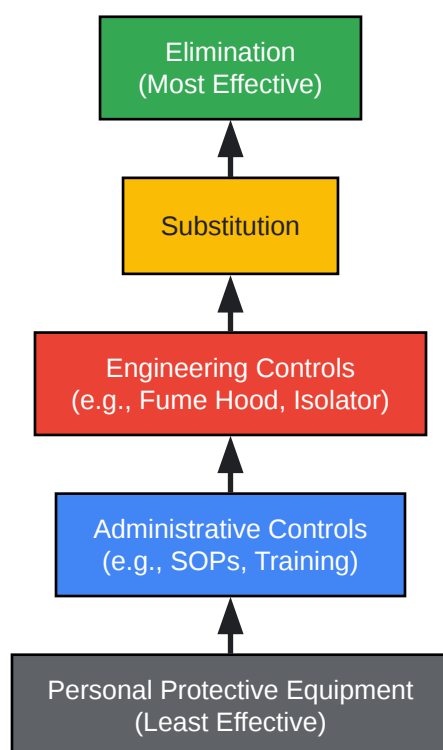 Elimination
(Most Effective)
Substitution
Engineering Controls
(e.g., Fume Hood, Isolator)
Administrative Controls
(e.g., SOPs, Training)
Personal Protective Equipment
(Least Effective)